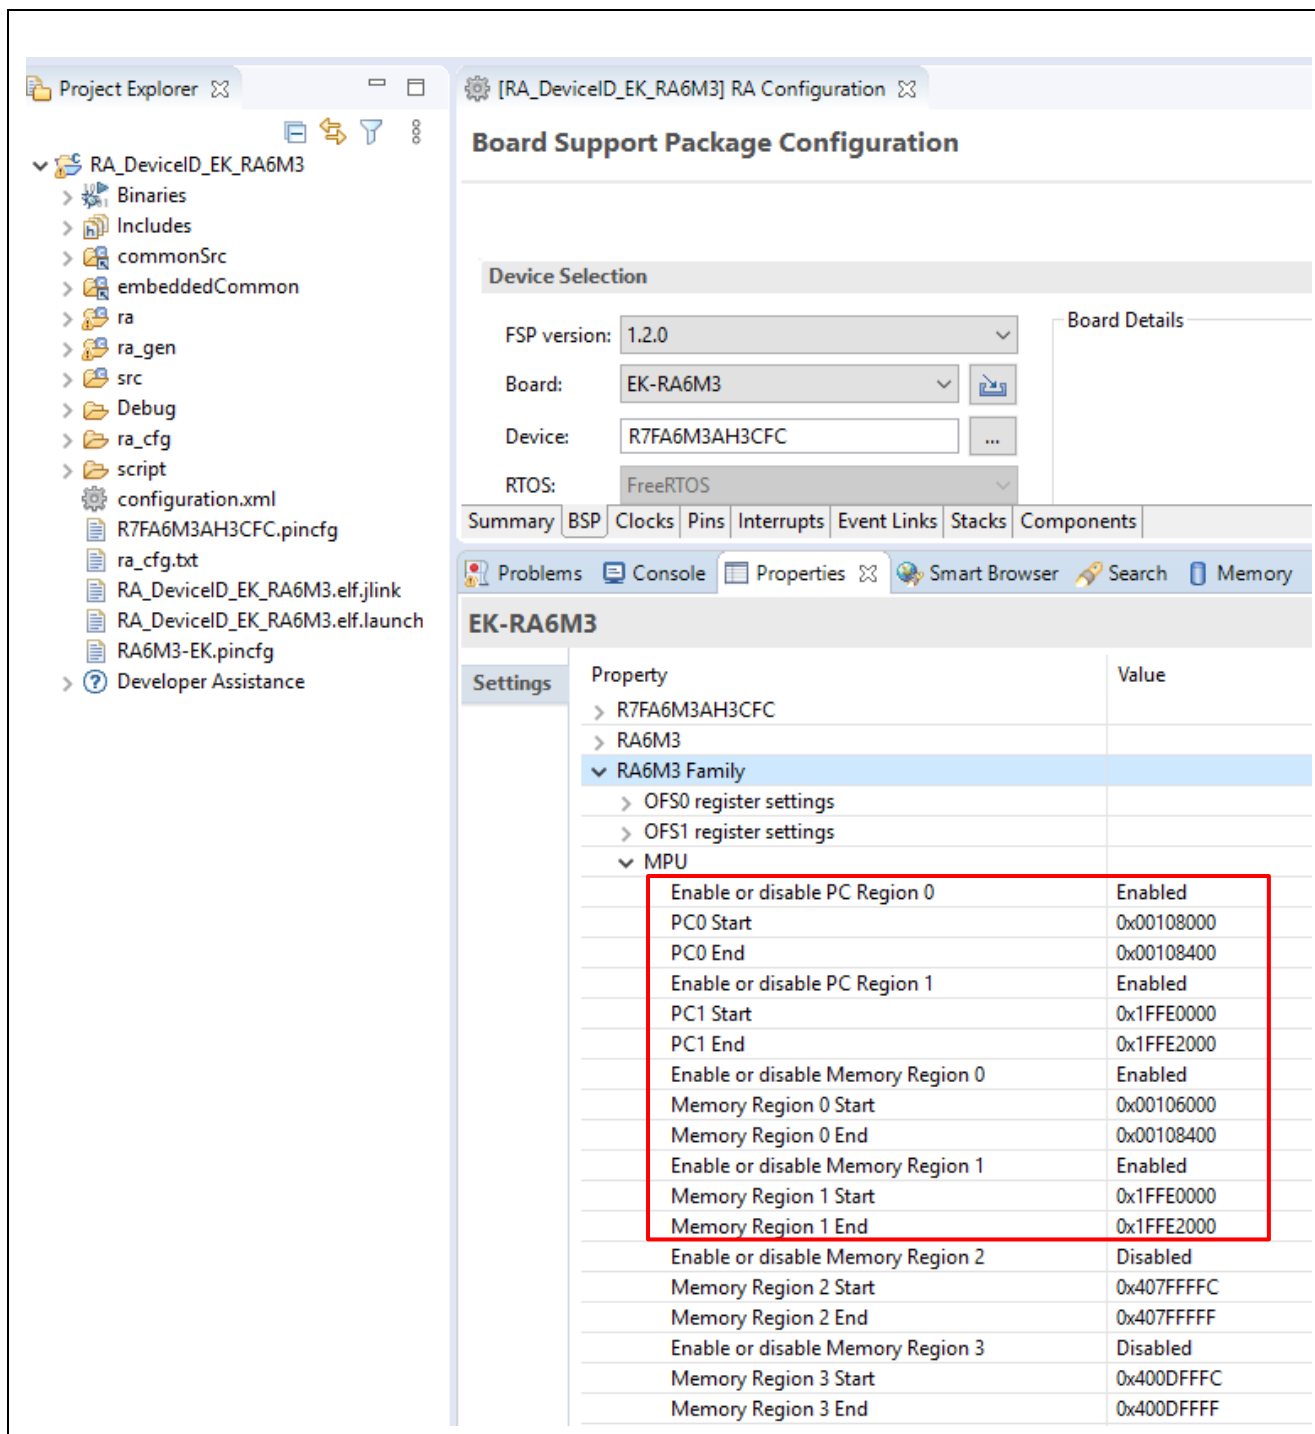 Project Explorer
RA_DeviceID_EK_RA6M3
Binaries
Includes
commonSrc
embeddedCommon
ra
ra_gen
src
Debug
ra_cfg
script
configuration.xml
R7FA6M3AH3CFC.pincfg
ra_cfg.txt
RA_DeviceID_EK_RA6M3.elf.jlink
RA_DeviceID_EK_RA6M3.elf.launch
RA6M3-EK.pincfg
Developer Assistance
[RA_DeviceID_EK_RA6M3] RA Configuration
Board Support Package Configuration
Device Selection
FSP version: 1.2.0
Board: EK-RA6M3
Device: R7FA6M3AH3CFC ...
RTOS: FreeRTOS
Board Details
Summary BSP Clocks Pins Interrupts Event Links Stacks Components
Problems Console Properties Smart Browser Search Memory
EK-RA6M3
Settings
Property Value
R7FA6M3AH3CFC
RA6M3
RA6M3 Family
OFS0 register settings
OFS1 register settings
MPU
Enable or disable PC Region 0 Enabled
PC0 Start 0x00108000
PC0 End 0x00108400
Enable or disable PC Region 1 Enabled
PC1 Start 0x1FFE0000
PC1 End 0x1FFE2000
Enable or disable Memory Region 0 Enabled
Memory Region 0 Start 0x00106000
Memory Region 0 End 0x00108400
Enable or disable Memory Region 1 Enabled
Memory Region 1 Start 0x1FFE0000
Memory Region 1 End 0x1FFE2000
Enable or disable Memory Region 2 Disabled
Memory Region 2 Start 0x407FFFFC
Memory Region 2 End 0x407FFFFF
Enable or disable Memory Region 3 Disabled
Memory Region 3 Start 0x400DFFFC
Memory Region 3 End 0x400DFFFF